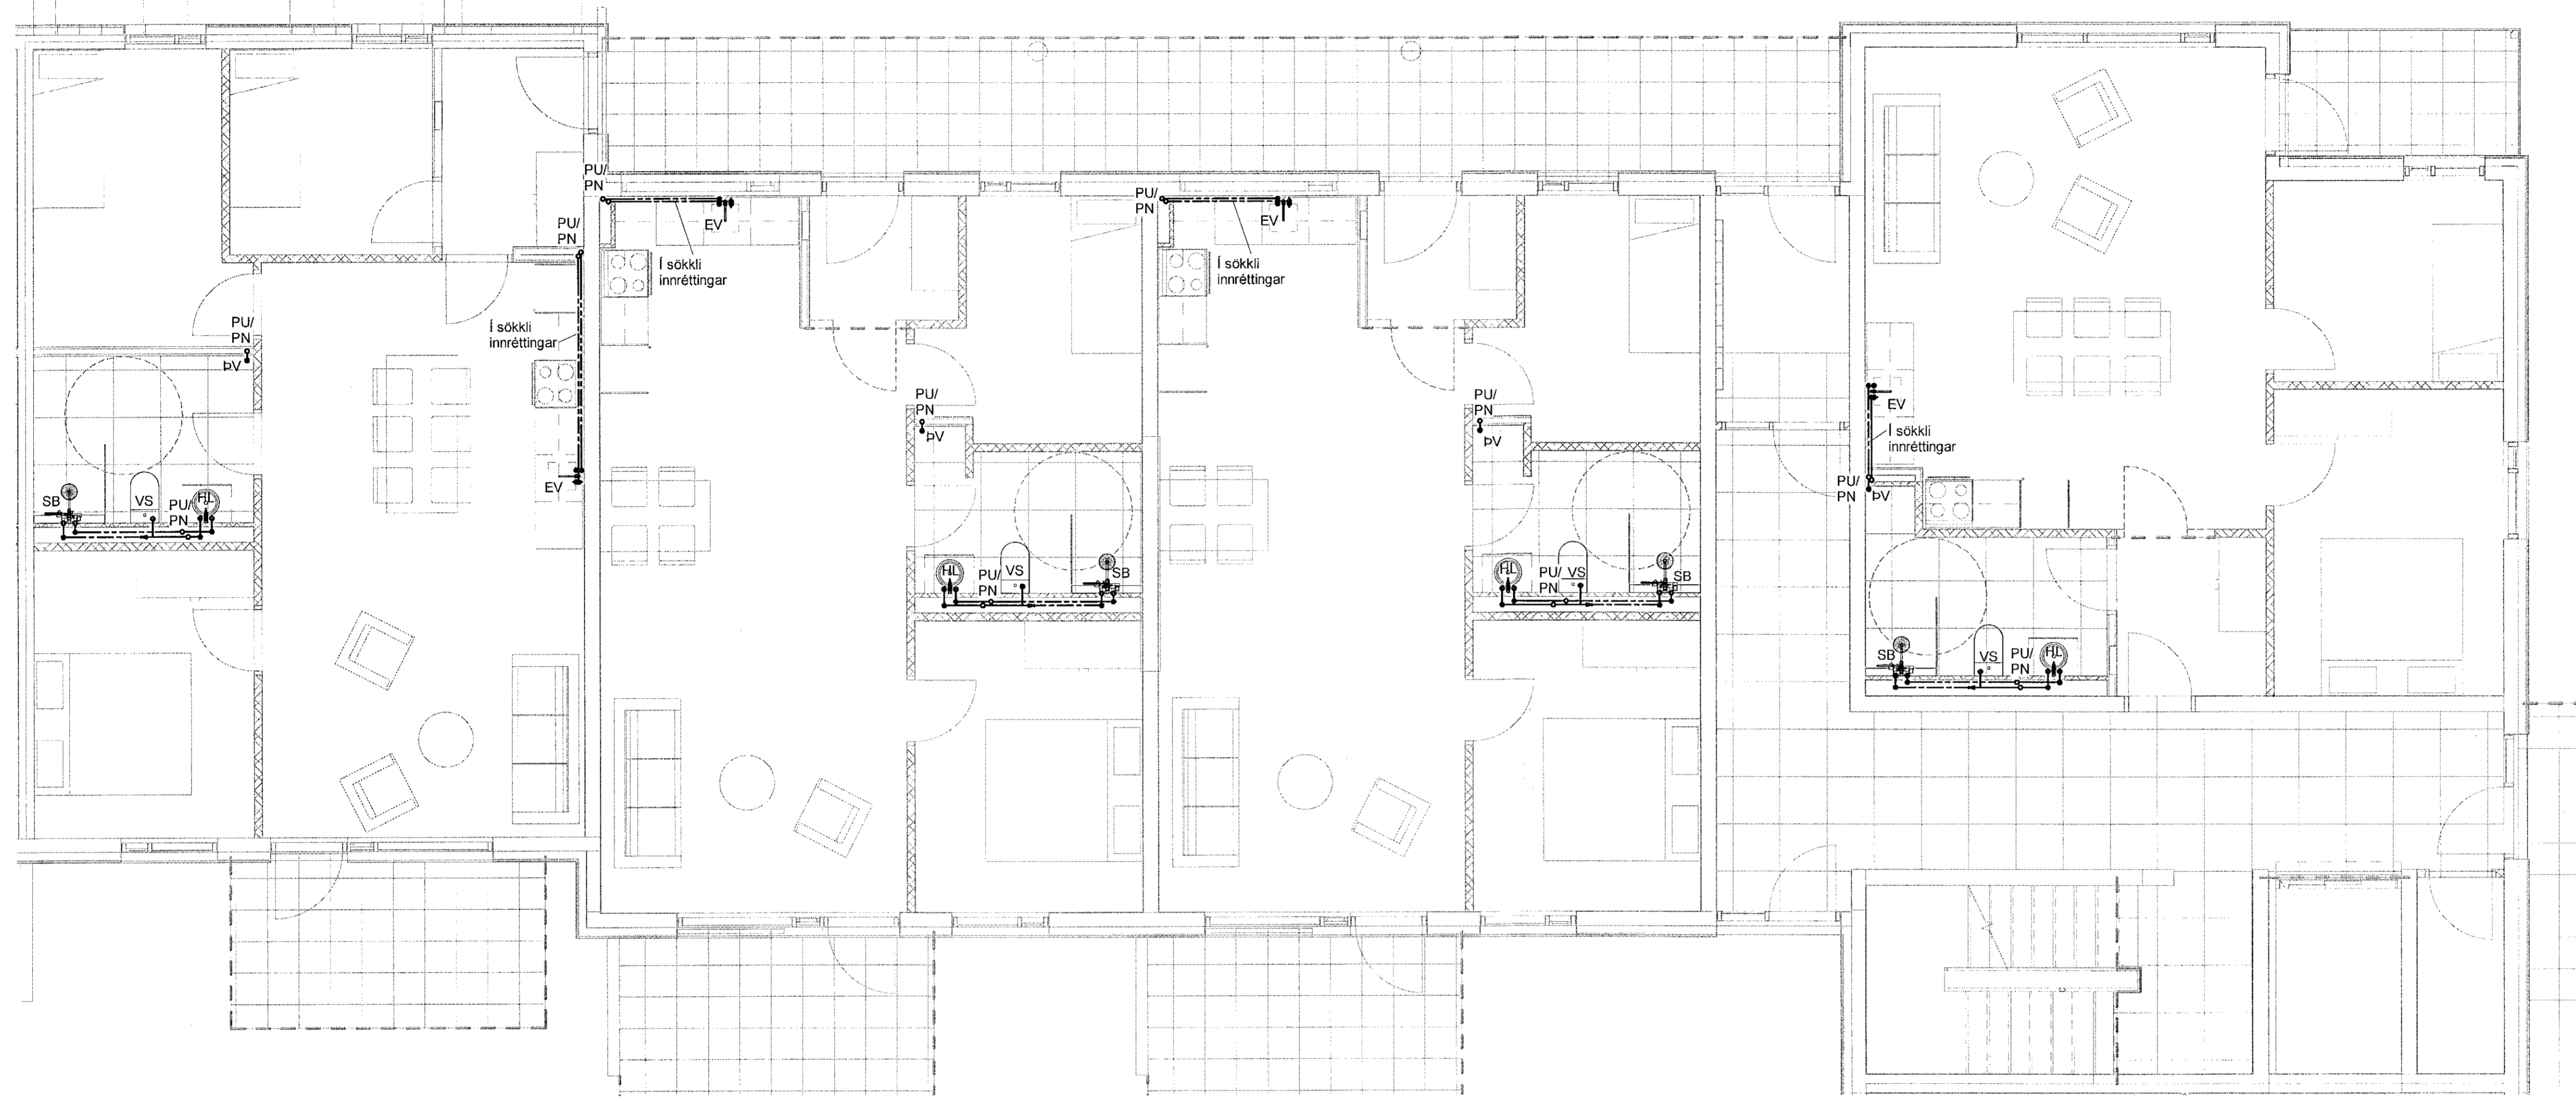 PU/
PN
PU/
PN
EV
Í sökkli
innréttingar
PU/
PN
EV
Í sökkli
innréttingar
Í sökkli
innréttingar
PU/
PN
ÞV
EV
SB
VS
PU/
PN
HL
PU/
PN
ÞV
HL
PU/
PN
VS
SB
PU/
PN
ÞV
HL
PU/
PN
VS
SB
EV
Í sökkli
innréttingar
PU/
PN
ÞV
SB
VS
PU/
PN
HL